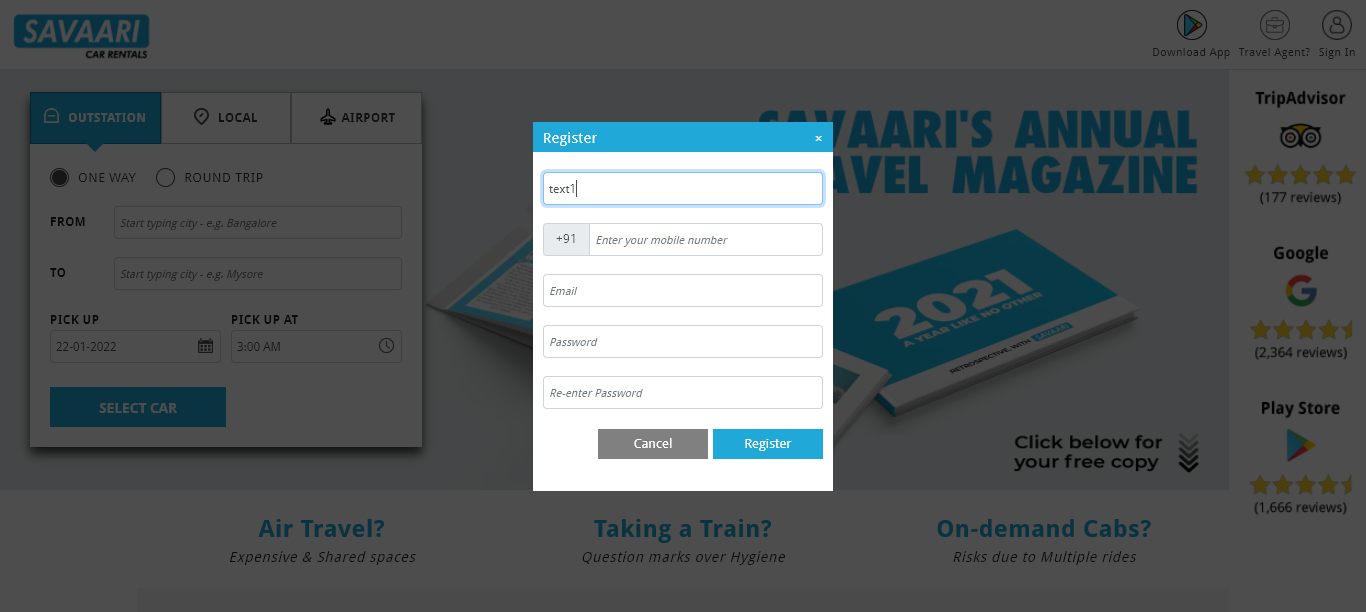 SAVAARI
CAR RENTALS
Download App
Travel Agent?
Sign In
OUTSTATION
LOCAL
AIRPORT
ONE WAY
ROUND TRIP
FROM
Start typing city - e.g. Bangalore
TO
Start typing city - e.g. Mysore
PICK UP
PICK UP AT
22-01-2022
3:00 AM
SELECT CAR
SAVAARI'S ANNUAL
AVEL MAGAZINE
2021
A YEAR LIKE NO OTHER
RETROSPECTIVE WITH SAVAARI
Click below for
your free copy
Register
×
text1
+91
Enter your mobile number
Email
Password
Re-enter Password
Cancel
Register
TripAdvisor
(177 reviews)
Google
(2,364 reviews)
Play Store
(1,666 reviews)
Air Travel?
Expensive & Shared spaces
Taking a Train?
Question marks over Hygiene
On-demand Cabs?
Risks due to Multiple rides